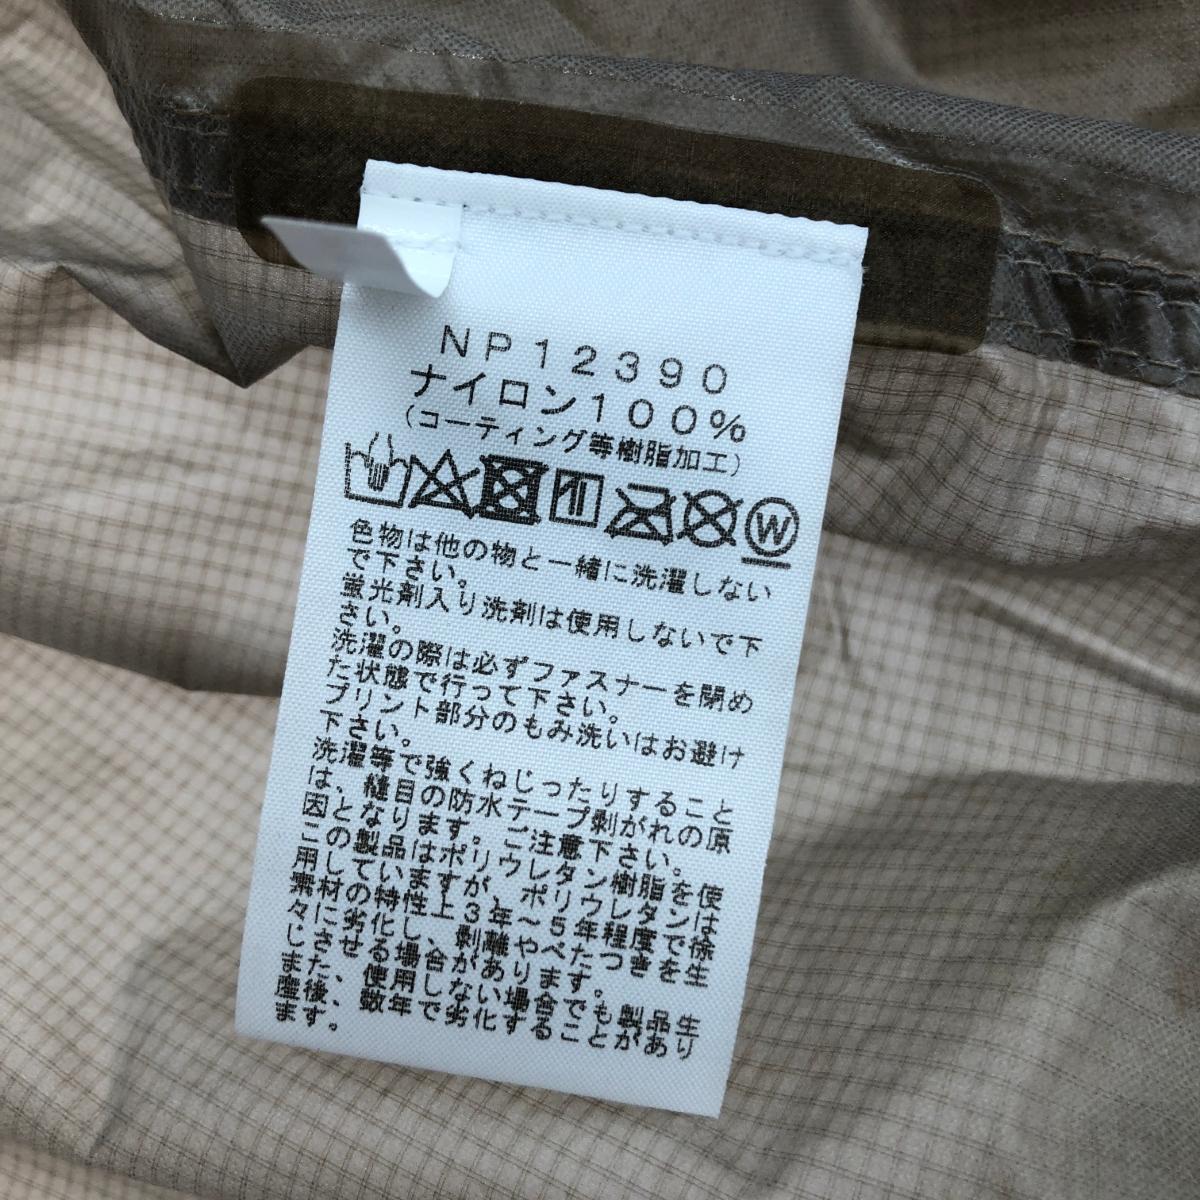 NP12390
ナイロン100%
(コーティング等樹脂加工)
W
色物は他の物と一緒に洗濯しない
で下さい。
蛍光剤入り洗剤は使用しないで下
さい。
洗濯の際は必ずファスナーを閉め
た状態で行って下さい。
プリント部分のもみ洗いはお避け
下さい。
洗濯等で強くねじったりすること
は、縫目の防水テープ剥がれの原
因となります。ご注意下さい。
この製品はポリウレタン樹脂を使
用していますが、ポリウレタンは
素材の特性上3年~5年程度で徐
々に劣化し、剥離やべたつきを生
じさせる場合があります。
また、使用しない場合でも製品生
産後、数年で劣化することがあり
ます。